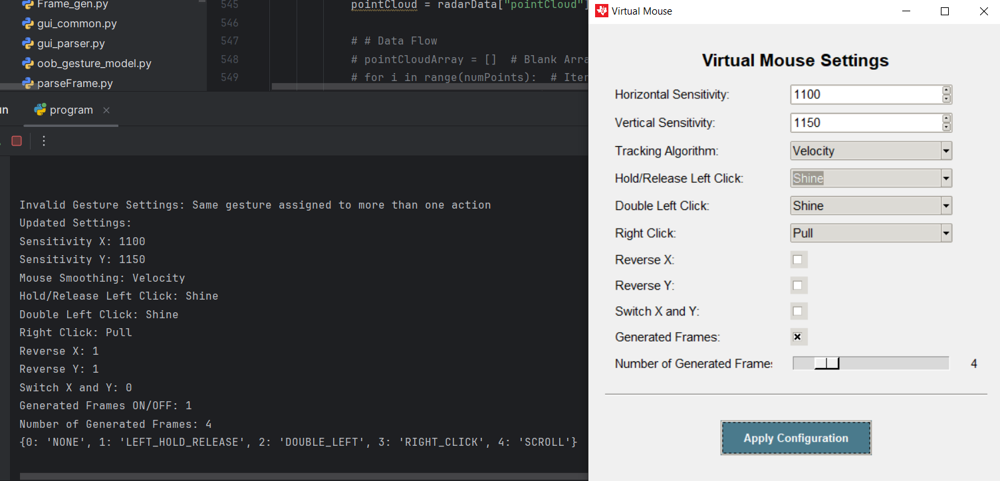 Frame_gen.py
gui_common.py
gui_parser.py
oob_gesture_model.py
parseFrame.py
545 pointCloud = radarData["pointCloud"]
546
547 # # Data Flow
548 # pointCloudArray = [] # Blank Arra
549 # for i in range(numPoints): # Iter
un program
Invalid Gesture Settings: Same gesture assigned to more than one action
Updated Settings:
Sensitivity X: 1100
Sensitivity Y: 1150
Mouse Smoothing: Velocity
Hold/Release Left Click: Shine
Double Left Click: Shine
Right Click: Pull
Reverse X: 1
Reverse Y: 1
Switch X and Y: 0
Generated Frames ON/OFF: 1
Number of Generated Frames: 4
{0: 'NONE', 1: 'LEFT_HOLD_RELEASE', 2: 'DOUBLE_LEFT', 3: 'RIGHT_CLICK', 4: 'SCROLL'}
Virtual Mouse
Virtual Mouse Settings
Horizontal Sensitivity: 1100
Vertical Sensitivity: 1150
Tracking Algorithm: Velocity
Hold/Release Left Click: Shine
Double Left Click: Shine
Right Click: Pull
Reverse X:
Reverse Y:
Switch X and Y:
Generated Frames:
Number of Generated Frames 4
Apply Configuration